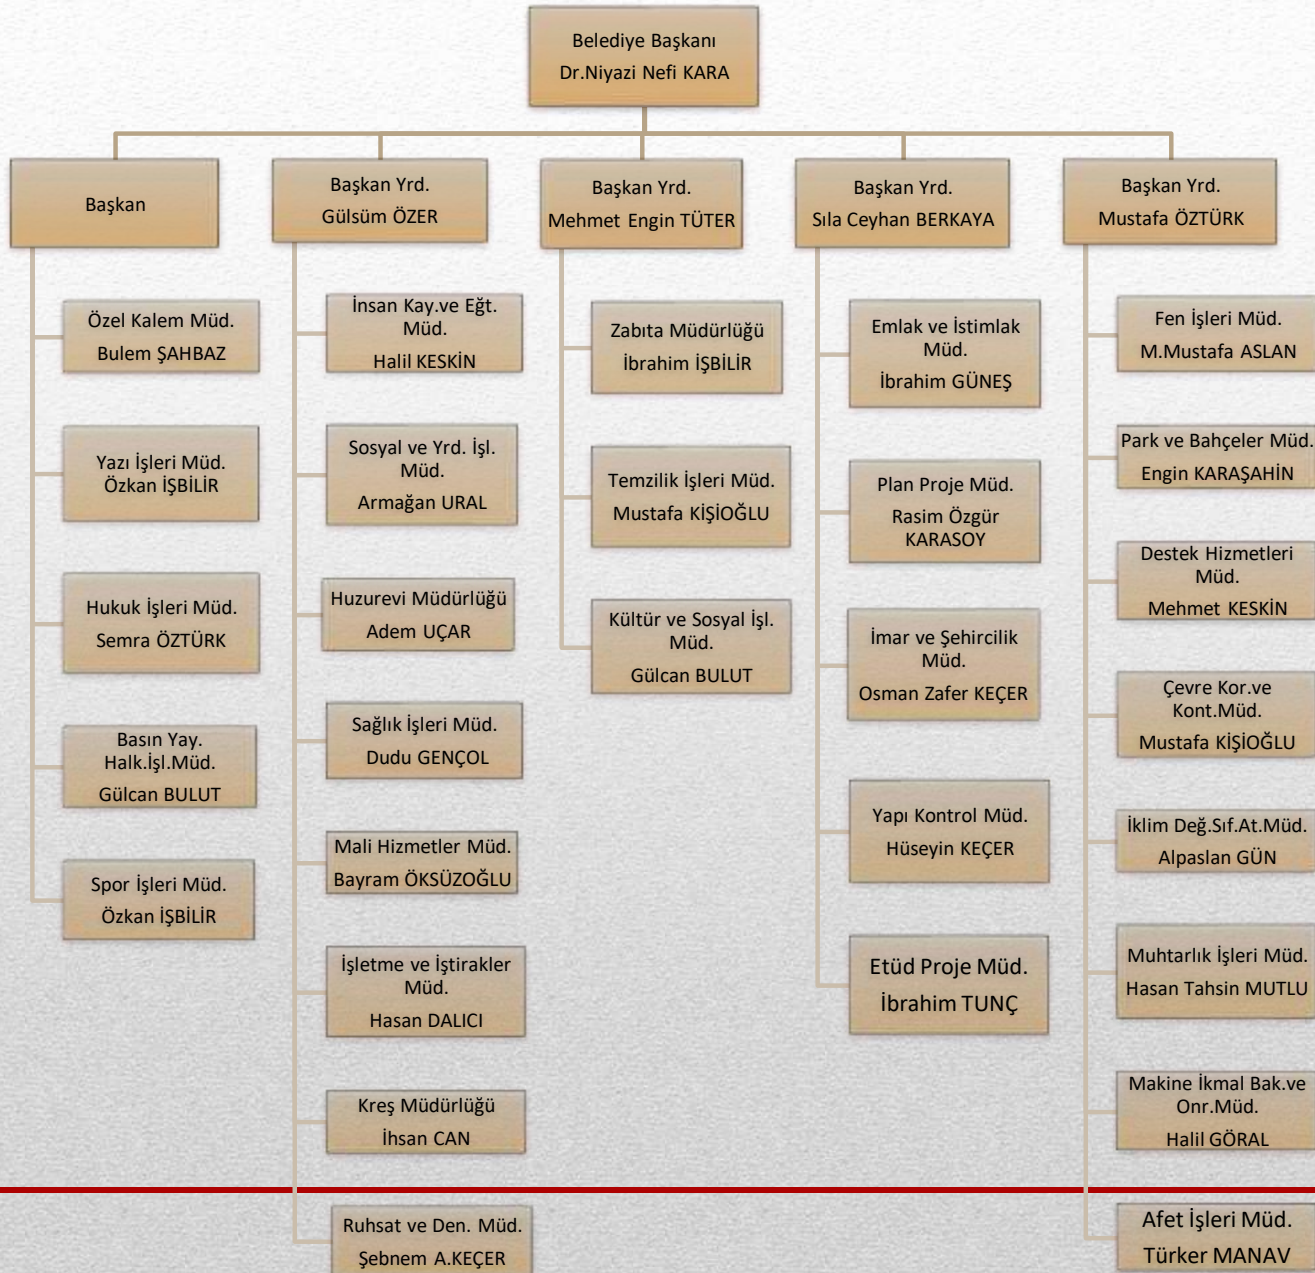 Belediye Başkanı
Dr.Niyazi Nefi KARA
Başkan
Özel Kalem Müd.
Bulem ŞAHBAZ
Yazı İşleri Müd.
Özkan İŞBİLİR
Hukuk İşleri Müd.
Semra ÖZTÜRK
Basın Yay.
Halk.İşl.Müd.
Gülcan BULUT
Spor İşleri Müd.
Özkan İŞBİLİR
Başkan Yrd.
Gülsüm ÖZER
İnsan Kay.ve Eğt.
Müd.
Halil KESKİN
Sosyal ve Yrd. İşl.
Müd.
Armağan URAL
Huzurevi Müdürlüğü
Adem UÇAR
Sağlık İşleri Müd.
Dudu GENÇOL
Mali Hizmetler Müd.
Bayram ÖKSÜZOĞLU
İşletme ve İştirakler
Müd.
Hasan DALICI
Kreş Müdürlüğü
İhsan CAN
Ruhsat ve Den. Müd.
Şebnem A.KEÇER
Başkan Yrd.
Mehmet Engin TÜTER
Zabıta Müdürlüğü
İbrahim İŞBİLİR
Temzilik İşleri Müd.
Mustafa KİŞİOĞLU
Kültür ve Sosyal İşl.
Müd.
Gülcan BULUT
Başkan Yrd.
Sıla Ceyhan BERKAYA
Emlak ve İstimlak
Müd.
İbrahim GÜNEŞ
Plan Proje Müd.
Rasim Özgür
KARASOY
İmar ve Şehircilik
Müd.
Osman Zafer KEÇER
Yapı Kontrol Müd.
Hüseyin KEÇER
Etüd Proje Müd.
İbrahim TUNÇ
Başkan Yrd.
Mustafa ÖZTÜRK
Fen İşleri Müd.
M.Mustafa ASLAN
Park ve Bahçeler Müd.
Engin KARAŞAHİN
Destek Hizmetleri
Müd.
Mehmet KESKİN
Çevre Kor.ve
Kont.Müd.
Mustafa KİŞİOĞLU
İklim Değ.Sıf.At.Müd.
Alpaslan GÜN
Muhtarlık İşleri Müd.
Hasan Tahsin MUTLU
Makine İkmal Bak.ve
Onr.Müd.
Halil GÖRAL
Afet İşleri Müd.
Türker MANAV